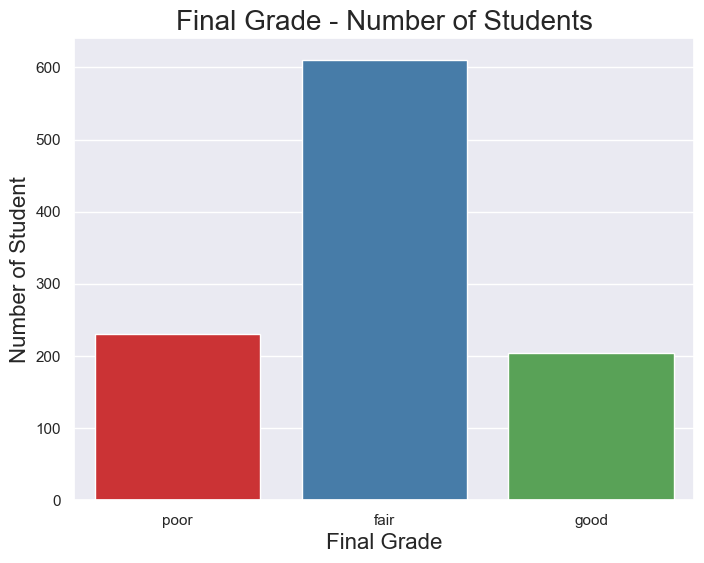 Final Grade - Number of Students
Number of Student
600
500
400
300
200
100
0
poor
fair
good
Final Grade